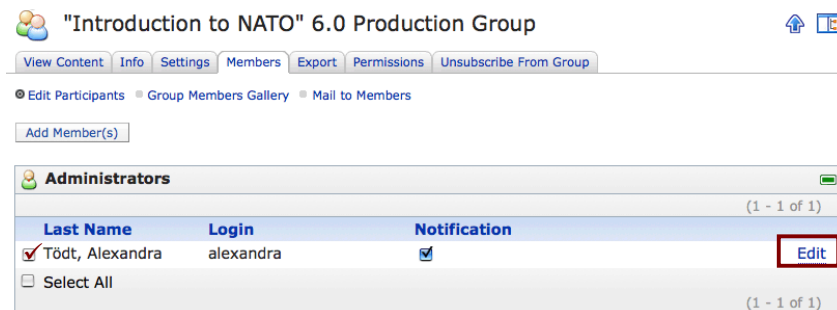 "Introduction to NATO" 6.0 Production Group
View Content Info Settings Members Export Permissions Unsubscribe From Group
Edit Participants Group Members Gallery Mail to Members
Add Member(s)
Administrators
(1 - 1 of 1)
Last Name Login Notification
Tödt, Alexandra alexandra Edit
Select All
(1 - 1 of 1)